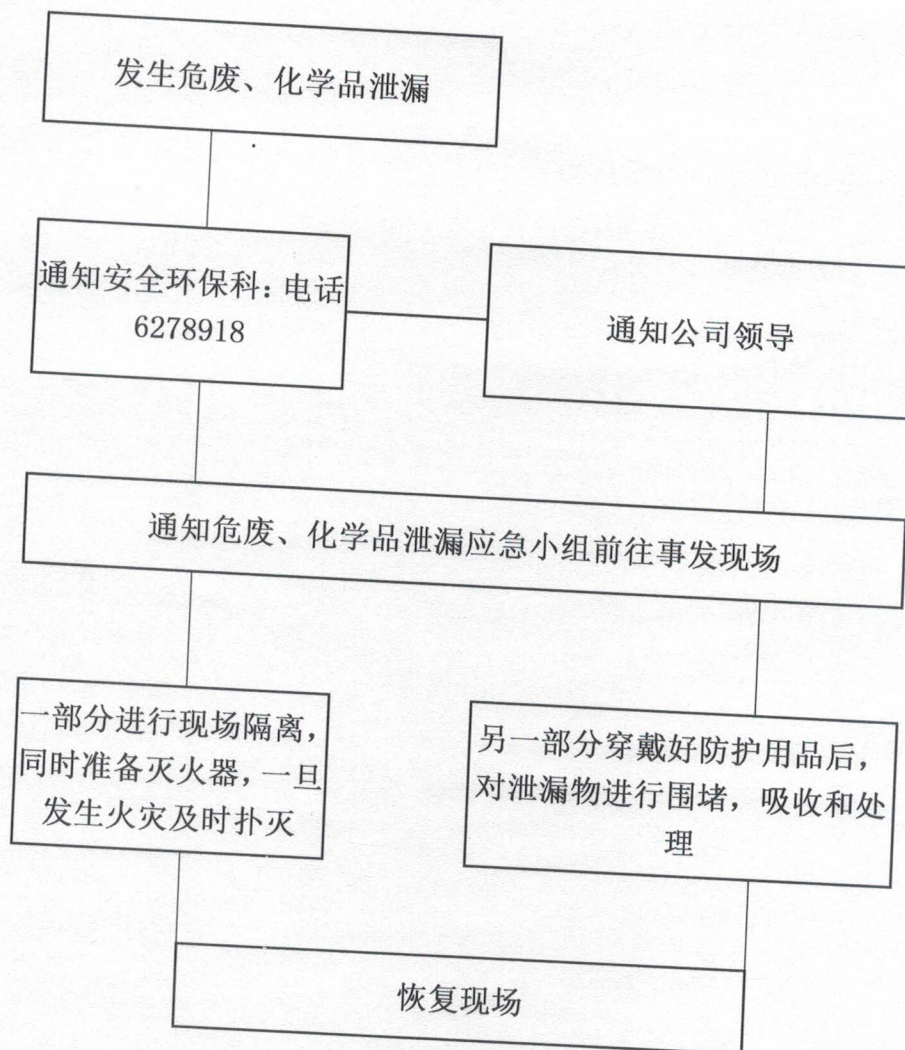 发生危废、化学品泄漏
通知安全环保科：电话
6278918
通知公司领导
通知危废、化学品泄漏应急小组前往事发现场
一部分进行现场隔离，
同时准备灭火器，一旦
发生火灾及时扑灭
另一部分穿戴好防护用品后，
对泄漏物进行围堵，吸收和处
理
恢复现场